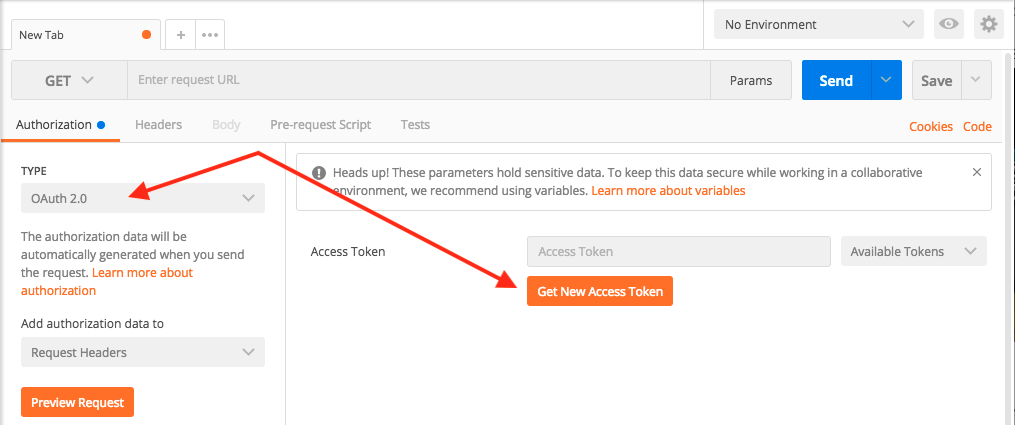 New Tab
+
•••
No Environment
GET
Enter request URL
Params
Send
Save
Authorization
Headers
Body
Pre-request Script
Tests
Cookies
Code
TYPE
OAuth 2.0
The authorization data will be
automatically generated when you send
the request. Learn more about
authorization
Add authorization data to
Request Headers
Preview Request
Heads up! These parameters hold sensitive data. To keep this data secure while working in a collaborative
environment, we recommend using variables. Learn more about variables
Access Token
Access Token
Available Tokens
Get New Access Token